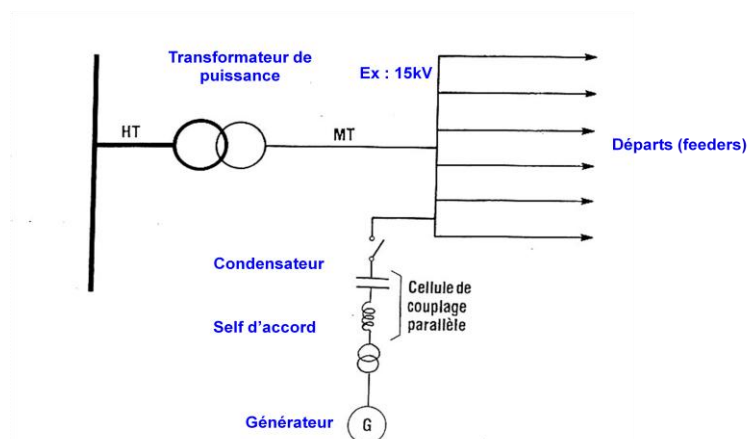 Transformateur de
puissance
Ex : 15kV
HT
MT
Départs (feeders)
Condensateur
Cellule de
couplage
parallèle
Self d'accord
Générateur
G